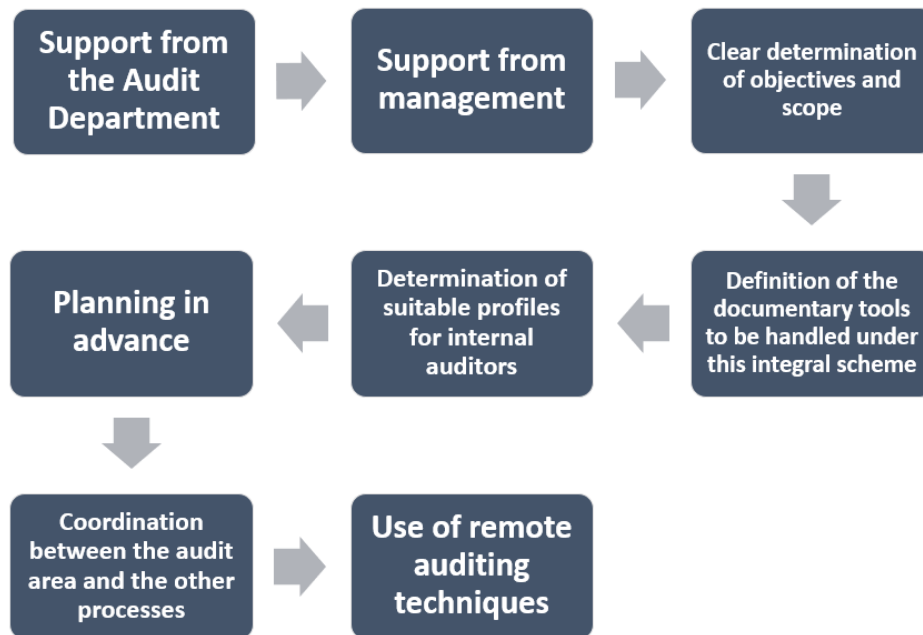 Support from
the Audit
Department
Support from
management
Clear determination
of objectives and
scope
Definition of the
documentary tools
to be handled under
this integral scheme
Determination of
suitable profiles
for internal
auditors
Planning in
advance
Coordination
between the audit
area and the other
processes
Use of remote
auditing
techniques